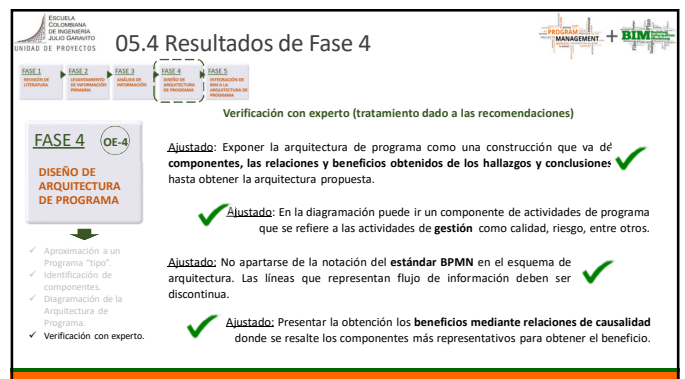 ESCUELA
COLOMBIANA
DE INGENIERÍA
JULIO GARAVITO
UNIDAD DE PROYECTOS
05.4 Resultados de Fase 4
PROGRAM
MANAGEMENT
+
BIM
FASE 1
REVISIÓN DE
LITERATURA
FASE 2
LEVANTAMIENTO
DE INFORMACIÓN
PRIMARIA
FASE 3
ANÁLISIS DE
INFORMACIÓN
FASE 4
DISEÑO DE
ARQUITECTURA
DE PROGRAMA
FASE 5
INTEGRACIÓN DE
BIM A LA
ARQUITECTURA DE
PROGRAMA
Verificación con experto (tratamiento dado a las recomendaciones)
FASE 4
OE-4
DISEÑO DE
ARQUITECTURA
DE PROGRAMA
✓ Aproximación a un
Programa "tipo".
✓ Identificación de
componentes.
✓ Diagramación de la
Arquitectura de
Programa.
✓ Verificación con experto.
Ajustado: Exponer la arquitectura de programa como una construcción que va de
componentes, las relaciones y beneficios obtenidos de los hallazgos y conclusiones
hasta obtener la arquitectura propuesta.
Ajustado: En la diagramación puede ir un componente de actividades de programa
que se refiere a las actividades de gestión como calidad, riesgo, entre otros.
Ajustado: No apartarse de la notación del estándar BPMN en el esquema de
arquitectura. Las líneas que representan flujo de información deben ser
discontinua.
Ajustado: Presentar la obtención los beneficios mediante relaciones de causalidad
donde se resalte los componentes más representativos para obtener el beneficio.